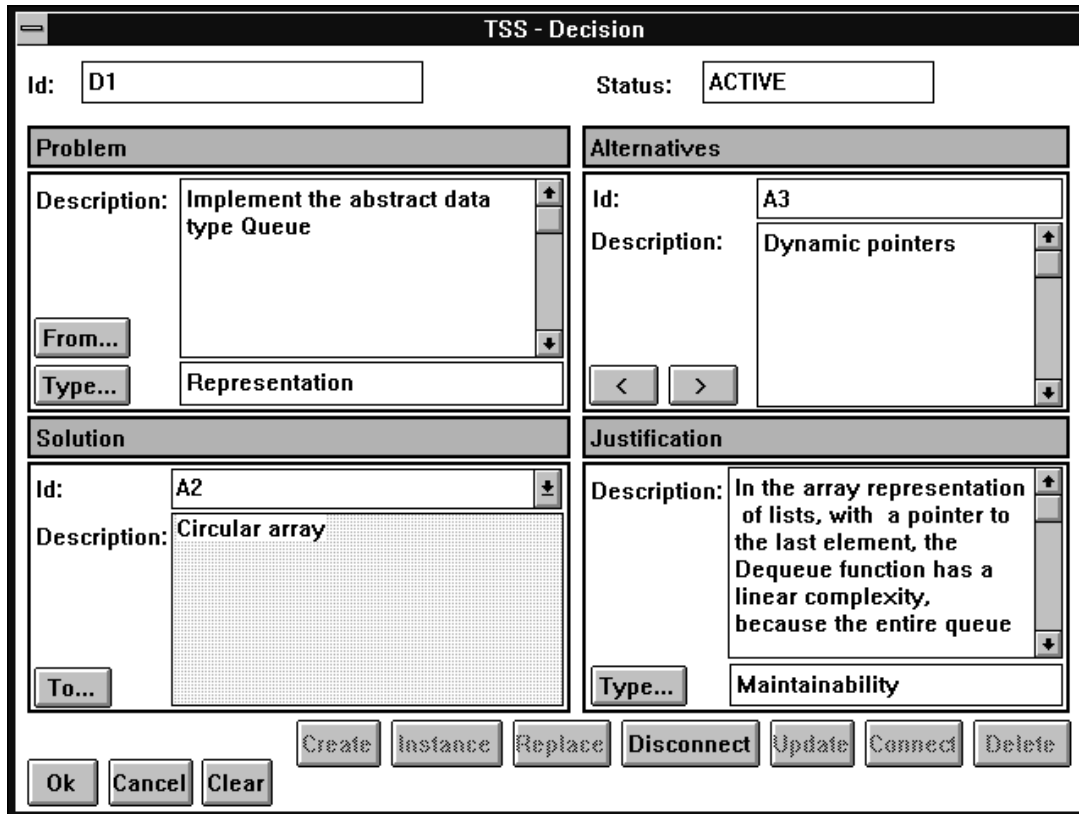 TSS - Decision
Id: D1
Status: ACTIVE
Problem
Description: Implement the abstract data
type Queue
From...
Type... Representation
Alternatives
Id: A3
Description: Dynamic pointers
< >
Solution
Id: A2
Description: Circular array
To...
Justification
Description: In the array representation
of lists, with a pointer to
the last element, the
Dequeue function has a
linear complexity,
because the entire queue
Type... Maintainability
Create Instance Replace Disconnect Update Connect Delete
Ok Cancel Clear